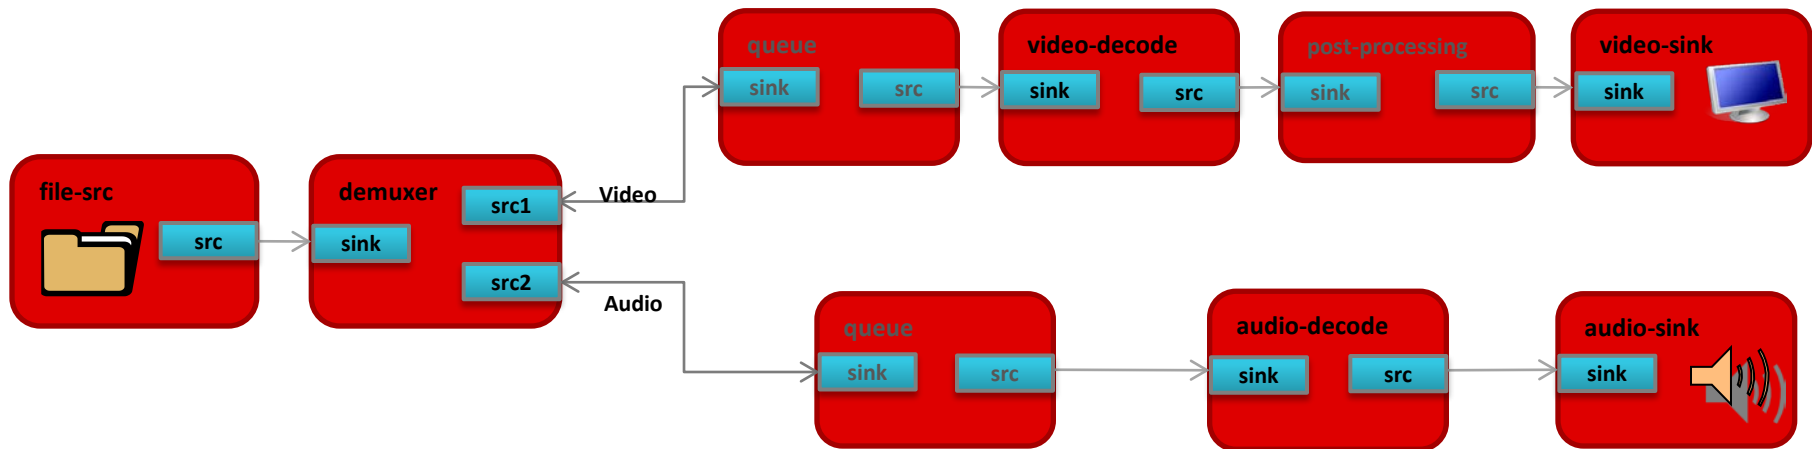 file-src
src
demuxer
sink
src1
src2
Video
Audio
queue
sink
src
video-decode
sink
src
post-processing
sink
src
video-sink
sink
queue
sink
src
audio-decode
sink
src
audio-sink
sink